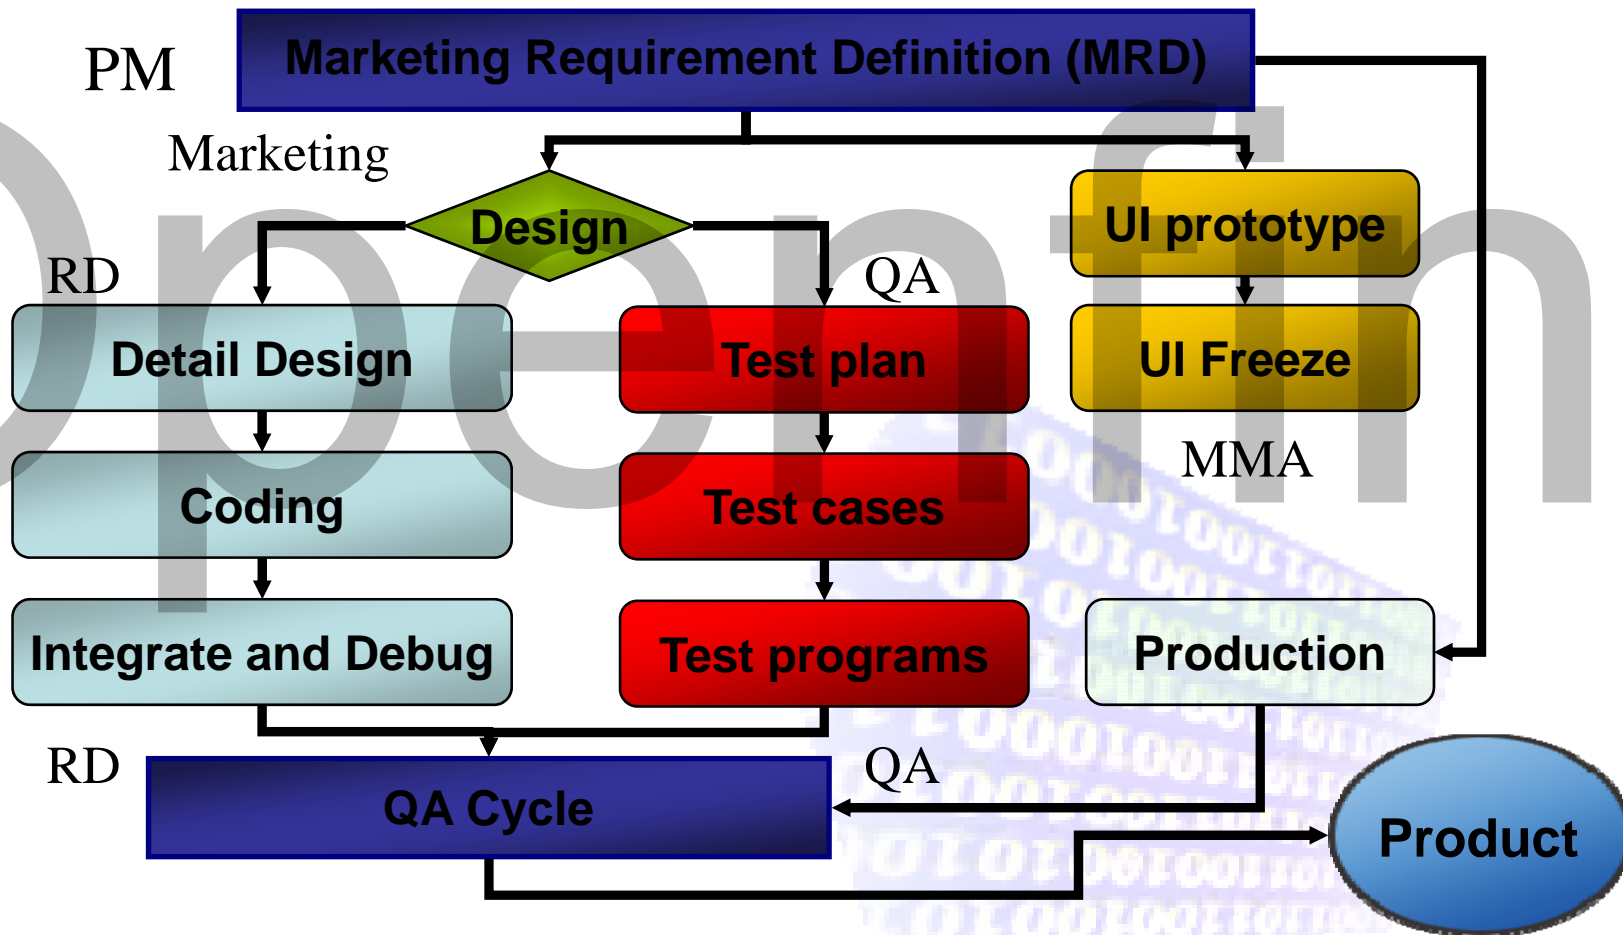 PM
Marketing Requirement Definition (MRD)
Marketing
Design
UI prototype
RD
QA
Detail Design
Test plan
UI Freeze
MMA
Coding
Test cases
Integrate and Debug
Test programs
Production
RD
QA
QA Cycle
Product
Openfin